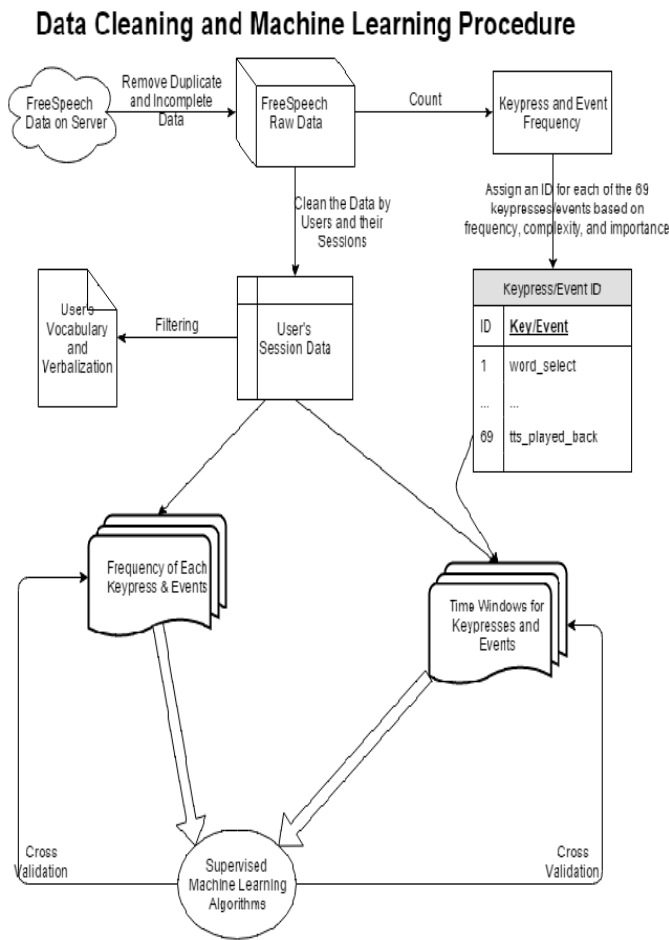 Data Cleaning and Machine Learning Procedure
FreeSpeech
Data on Server
Remove Duplicate
and Incomplete
Data
FreeSpeech
Raw Data
Count
Keypress and Event
Frequency
Clean the Data by
Users and their
Sessions
Assign an ID for each of the 69
keypresses/events based on
frequency, complexity, and importance
User's
Vocabulary
and
Verbalization
Filtering
User's
Session Data
Keypress/Event ID
ID Key/Event
1 word_select
... ...
69 tts_played_back
Frequency of Each
Keypress & Events
Time Windows for
Keypresses and
Events
Cross
Validation
Supervised
Machine Learning
Algorithms
Cross
Validation